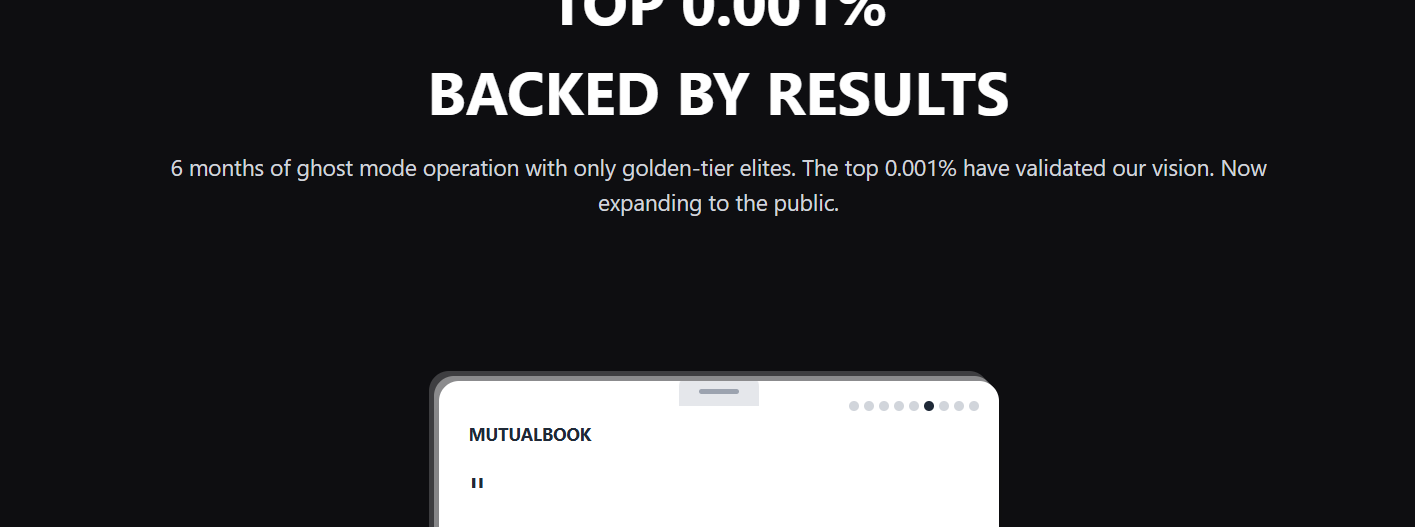 TOP 0.001%
BACKED BY RESULTS
6 months of ghost mode operation with only golden-tier elites. The top 0.001% have validated our vision. Now
expanding to the public.
MUTUALBOOK
"